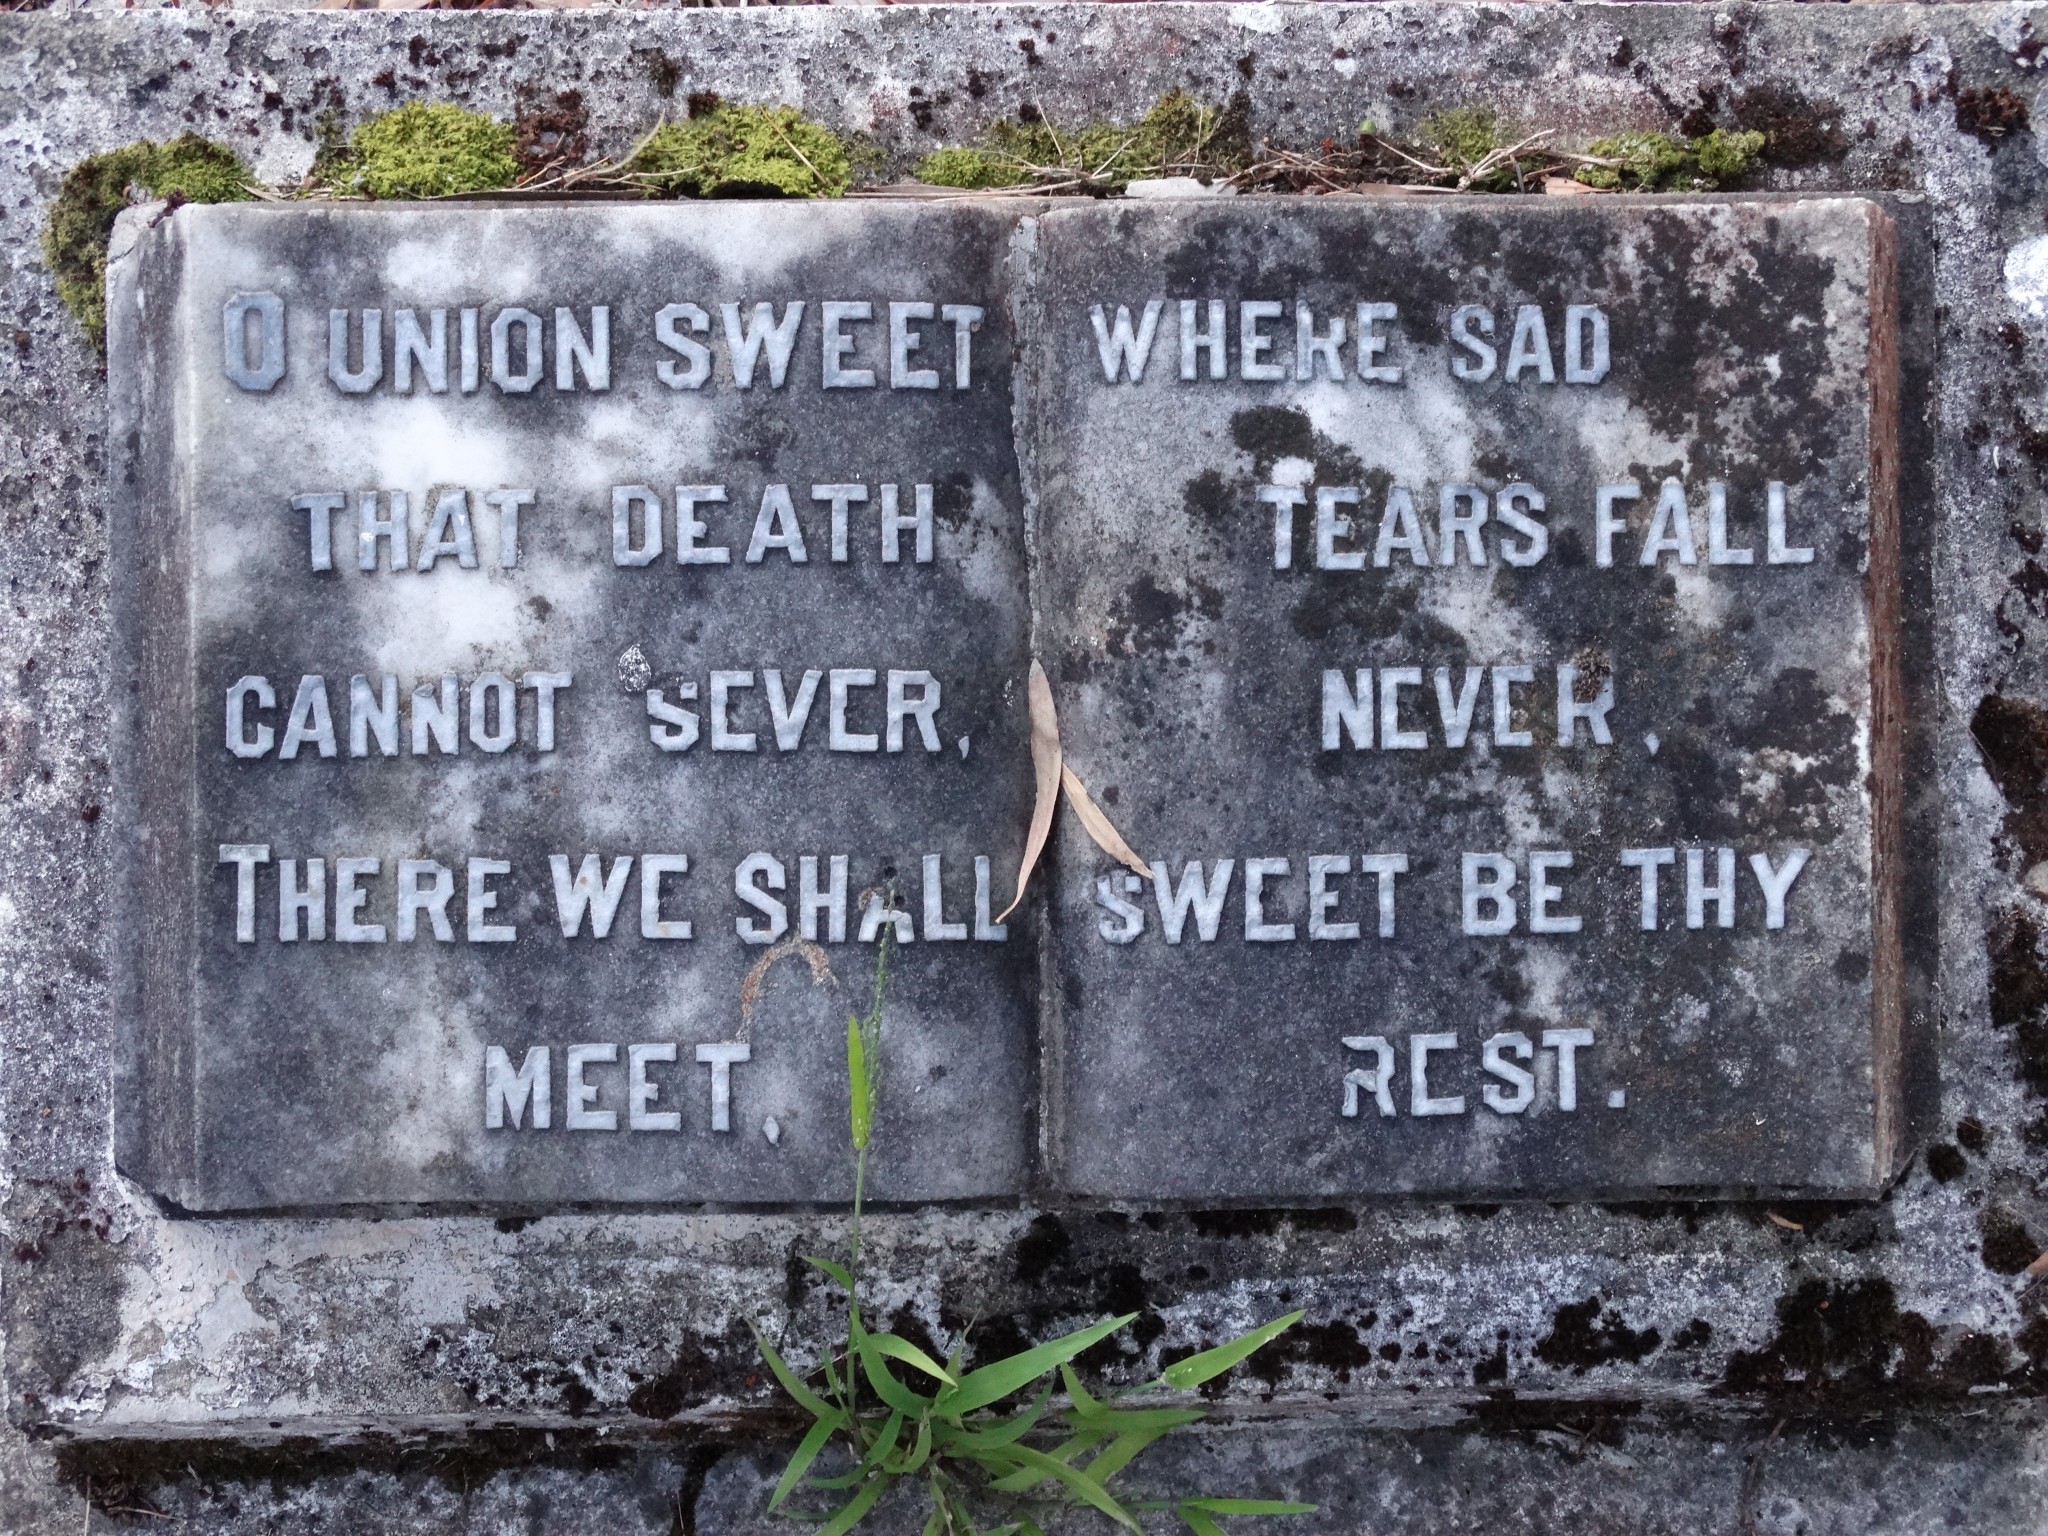 O UNION SWEET
THAT DEATH
CANNOT SEVER,
THERE WE SHALL
MEET,
WHERE SAD
TEARS FALL
NEVER,
SWEET BE THY
REST.